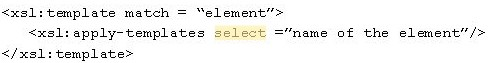 <xsl:template match = “element”>
<xsl:apply-templates select =”name of the element”/>
</xsl:template>